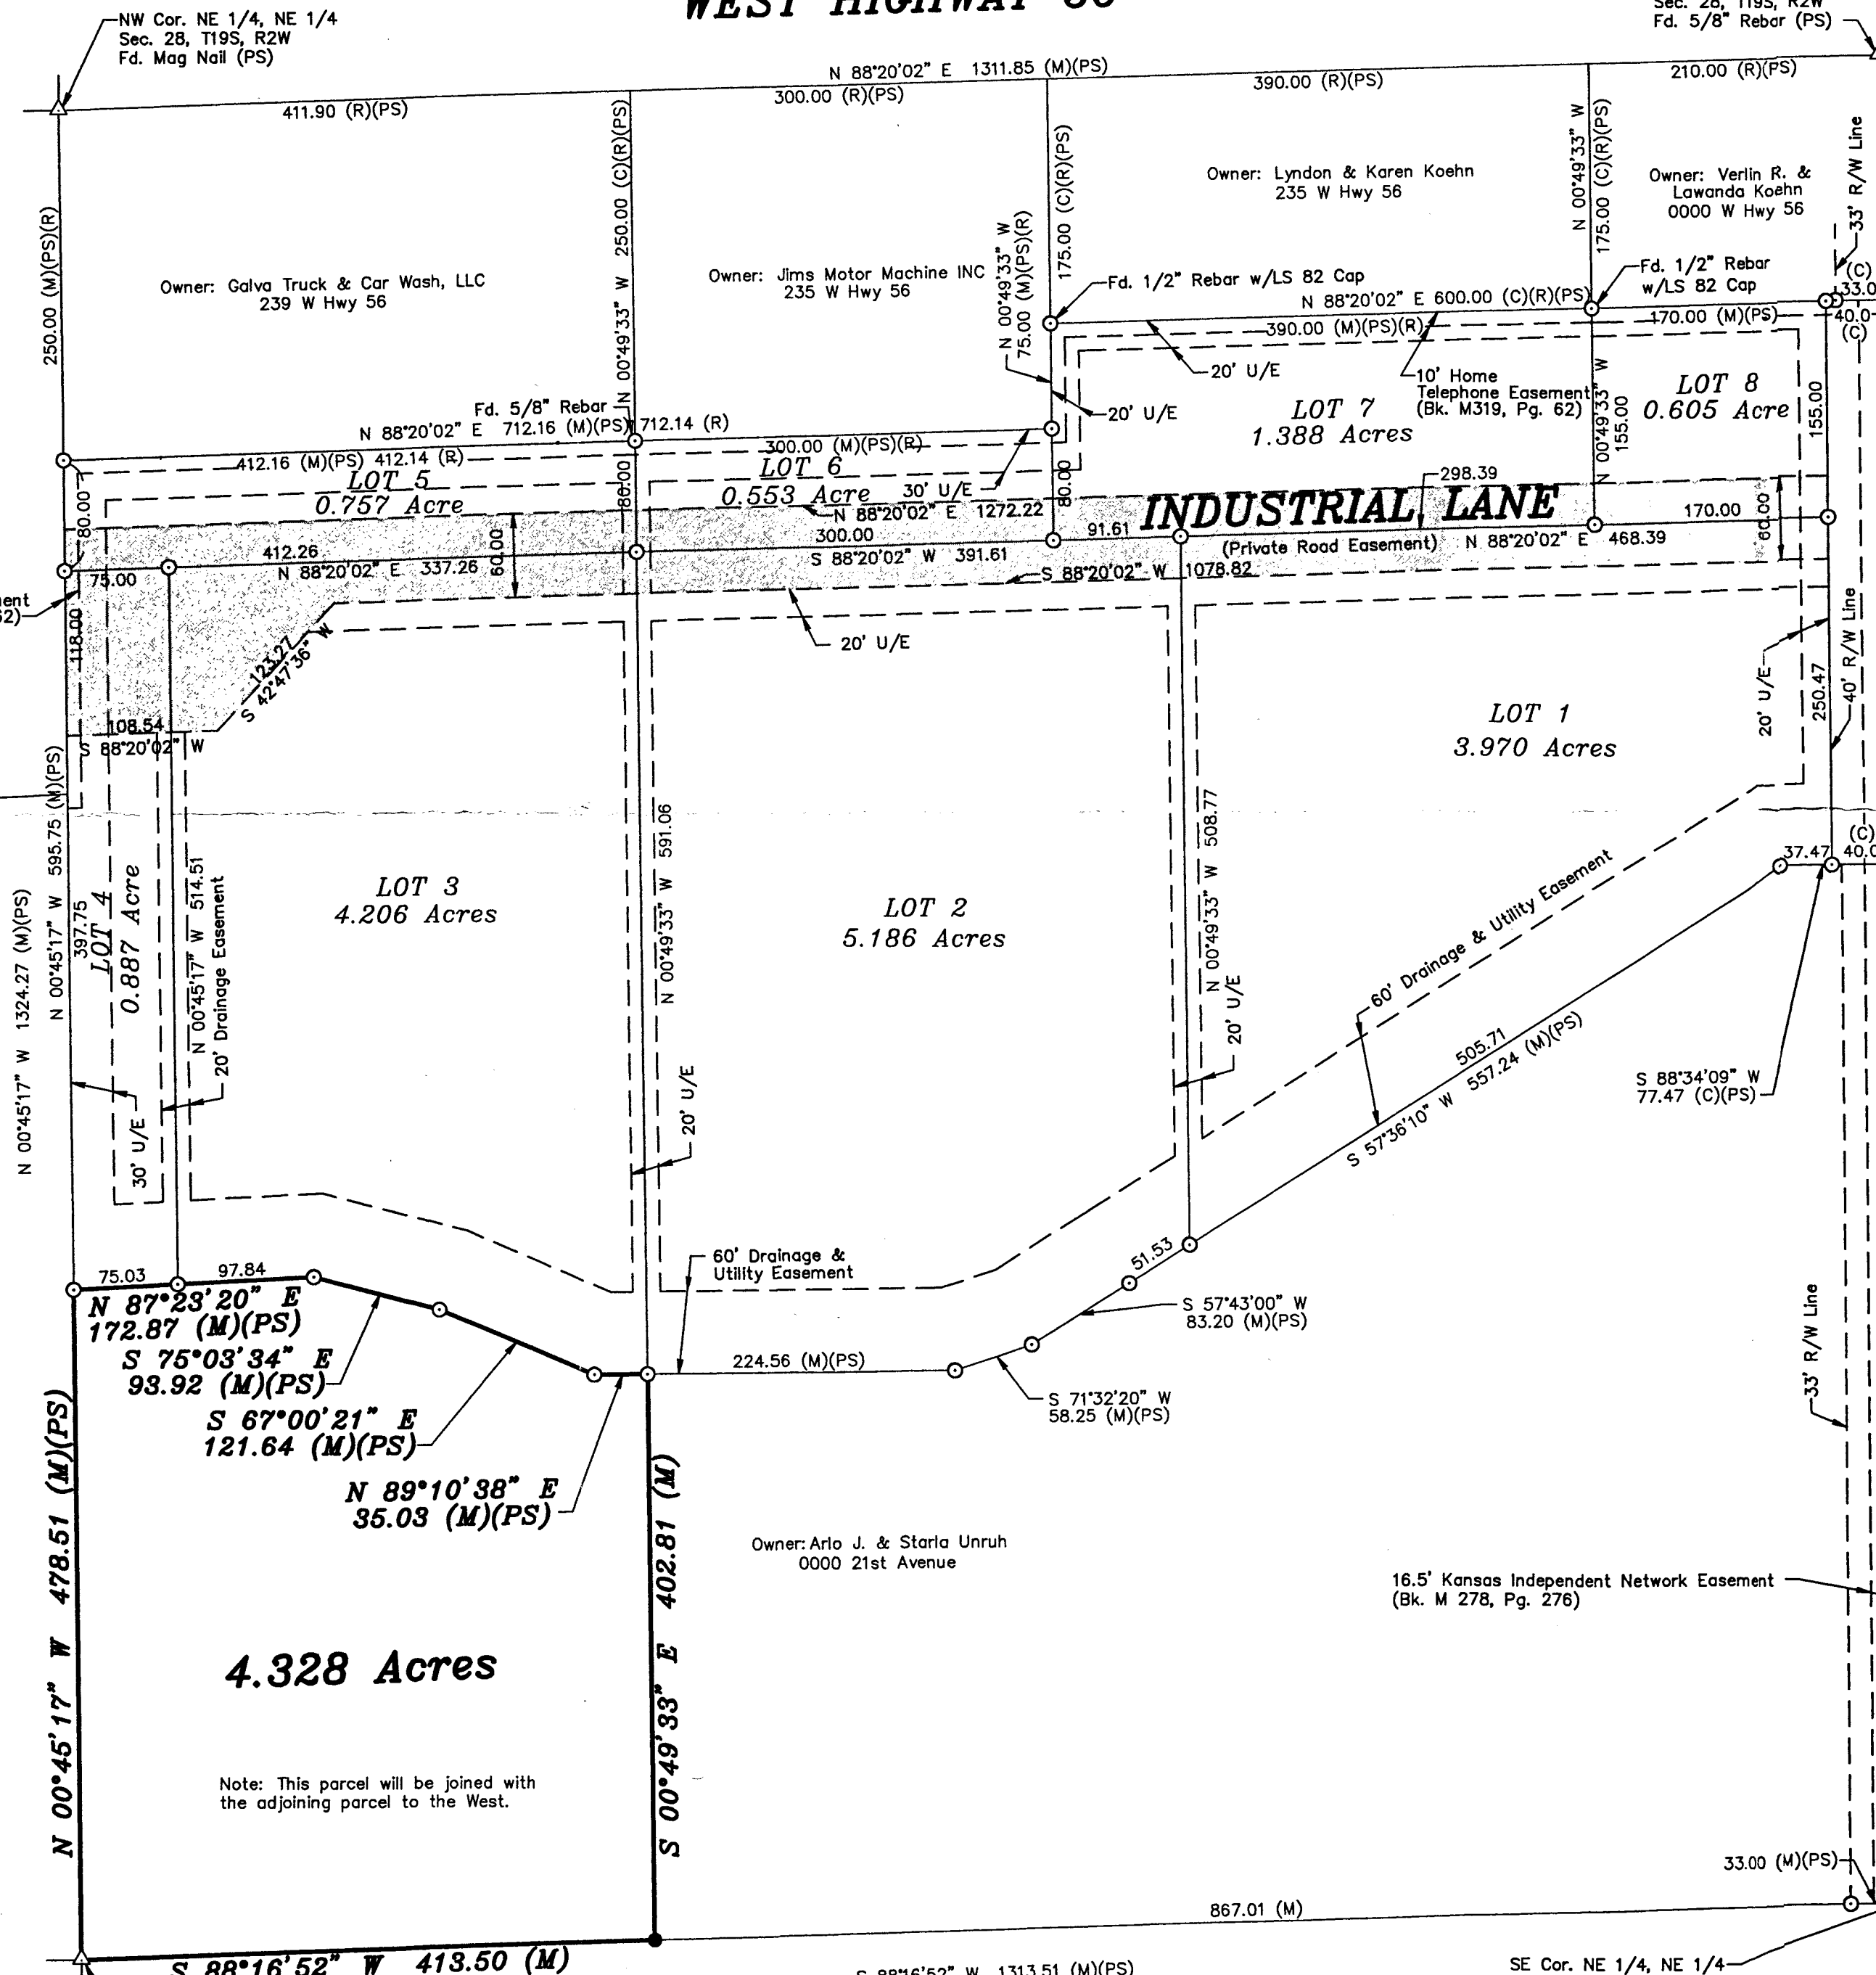 WEST HIGHWAY
NW Cor. NE 1/4, NE 1/4
Sec. 28, T19S, R2W
Fd. Mag Nail (PS)
Sec. 28, T19S, R2W
Fd. 5/8" Rebar (PS)
N 88°20'02" E 1311.85 (M)(PS)
411.90 (R)(PS)
300.00 (R)(PS)
390.00 (R)(PS)
210.00 (R)(PS)
250.00 (M)(PS)(R)
N 00°49'33" W 250.00 (C)(R)(PS)
175.00 (C)(R)(PS)
N 00°49'33" W
75.00 (M)(PS)(R)
N 00°49'33" W
175.00 (C)(R)(PS)
33' R/W Line
Owner: Galva Truck & Car Wash, LLC
239 W Hwy 56
Owner: Jims Motor Machine INC
235 W Hwy 56
Owner: Lyndon & Karen Koehn
235 W Hwy 56
Owner: Verlin R. &
Lawanda Koehn
0000 W Hwy 56
Fd. 1/2" Rebar w/LS 82 Cap
Fd. 1/2" Rebar
w/LS 82 Cap
(C)
33.0
N 88°20'02" E 600.00 (C)(R)(PS)
390.00 (M)(PS)(R)
170.00 (M)(PS)
40.0
(C)
20' U/E
20' U/E
10' Home
Telephone Easement
(Bk. M319, Pg. 62)
N 00°49'33" W
155.00
155.00
LOT 8
0.605 Acre
LOT 7
1.388 Acres
Fd. 5/8" Rebar
N 88°20'02" E 712.16 (M)(PS)
712.14 (R)
412.16 (M)(PS) 412.14 (R)
300.00 (M)(PS)(R)
LOT 5
0.757 Acre
LOT 6
0.553 Acre
30' U/E
80.00
80.00
80.00
298.39
INDUSTRIAL LANE
(Private Road Easement)
N 88°20'02" E 1272.22
170.00
60.00
412.26
300.00
91.61
75.00
N 88°20'02" E 337.26
60.00
S 88°20'02" W 391.61
N 88°20'02" E 468.39
S 88°20'02" W 1078.82
20' U/E
118.00
123.27
S 42°47'36" W
108.54
S 88°20'02" W
20' U/E
250.47
40' R/W Line
LOT 1
3.970 Acres
LOT 2
5.186 Acres
LOT 3
4.206 Acres
LOT 4
0.887 Acre
N 00°45'17" W 1324.27 (M)(PS)
N 00°45'17" W 595.75 (M)(PS)
397.75
N 00°45'17" W 514.51
20' Drainage Easement
30' U/E
N 00°49'33" W 591.06
20' U/E
N 00°49'33" W 508.77
20' U/E
60' Drainage & Utility Easement
505.71
S 57°36'10" W 557.24 (M)(PS)
37.47
(C)
40.0
S 88°34'09" W
77.47 (C)(PS)
60' Drainage &
Utility Easement
51.53
S 57°43'00" W
83.20 (M)(PS)
S 71°32'20" W
58.25 (M)(PS)
224.56 (M)(PS)
75.03
97.84
N 87°23'20" E
172.87 (M)(PS)
S 75°03'34" E
93.92 (M)(PS)
S 67°00'21" E
121.64 (M)(PS)
N 89°10'38" E
35.03 (M)(PS)
N 00°45'17" W 478.51 (M)(PS)
S 00°49'33" E 402.81 (M)
Owner: Arlo J. & Starla Unruh
0000 21st Avenue
33' R/W Line
16.5' Kansas Independent Network Easement
(Bk. M 278, Pg. 276)
4.328 Acres
Note: This parcel will be joined with
the adjoining parcel to the West.
33.00 (M)(PS)
867.01 (M)
S 88°16'52" W 413.50 (M)
S 88°16'52" W 1313.51 (M)(PS)
SE Cor. NE 1/4, NE 1/4